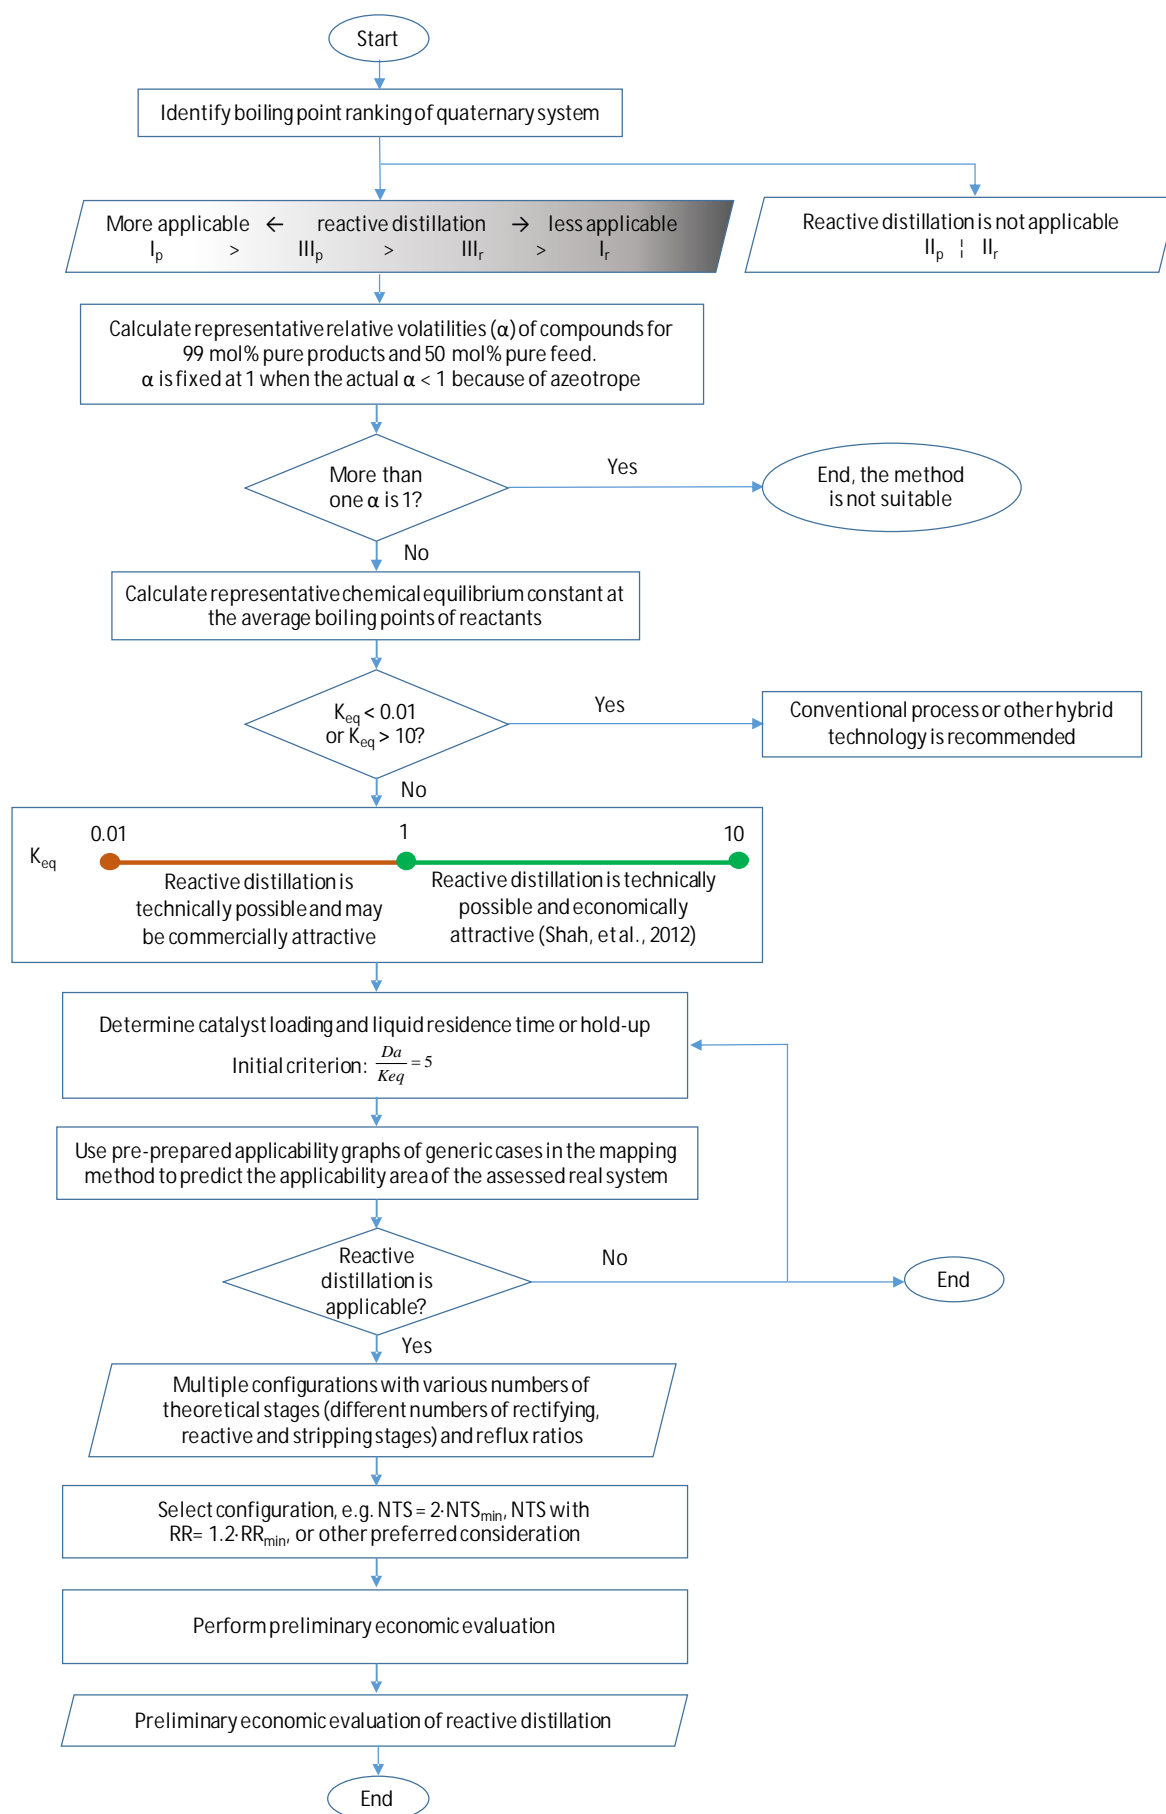 Start
Identify boiling point ranking of quaternary system
More applicable ← reactive distillation → less applicable
Iₚ > IIIₚ > IIIᵣ > Iᵣ
Reactive distillation is not applicable
IIₚ ¦ IIᵣ
Calculate representative relative volatilities (α) of compounds for
99 mol% pure products and 50 mol% pure feed.
α is fixed at 1 when the actual α < 1 because of azeotrope
More than
one α is 1?
Yes
End, the method
is not suitable
No
Calculate representative chemical equilibrium constant at
the average boiling points of reactants
K_eq < 0.01
or K_eq > 10?
Yes
Conventional process or other hybrid
technology is recommended
No
0.01 1 10
K_eq
Reactive distillation is
technically possible and may
be commercially attractive
Reactive distillation is technically
possible and economically
attractive (Shah, et al., 2012)
Determine catalyst loading and liquid residence time or hold-up
Initial criterion: Da/Keq = 5
Use pre-prepared applicability graphs of generic cases in the mapping
method to predict the applicability area of the assessed real system
Reactive
distillation is
applicable?
No
End
Yes
Multiple configurations with various numbers of
theoretical stages (different numbers of rectifying,
reactive and stripping stages) and reflux ratios
Select configuration, e.g. NTS = 2·NTS_min, NTS with
RR= 1.2·RR_min, or other preferred consideration
Perform preliminary economic evaluation
Preliminary economic evaluation of reactive distillation
End